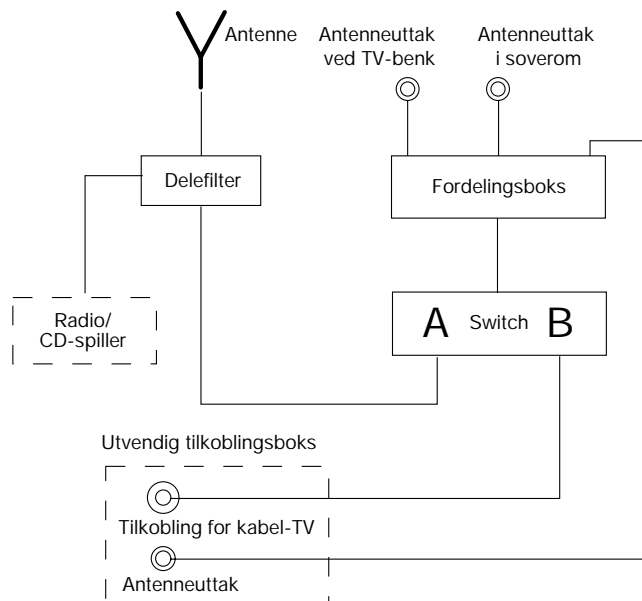 Antenne
Antenneuttak
ved TV-benk
Antenneuttak
i soverom
Delefilter
Fordelingsboks
Radio/
CD-spiller
A Switch B
Utvendig tilkoblingsboks
Tilkobling for kabel-TV
Antenneuttak